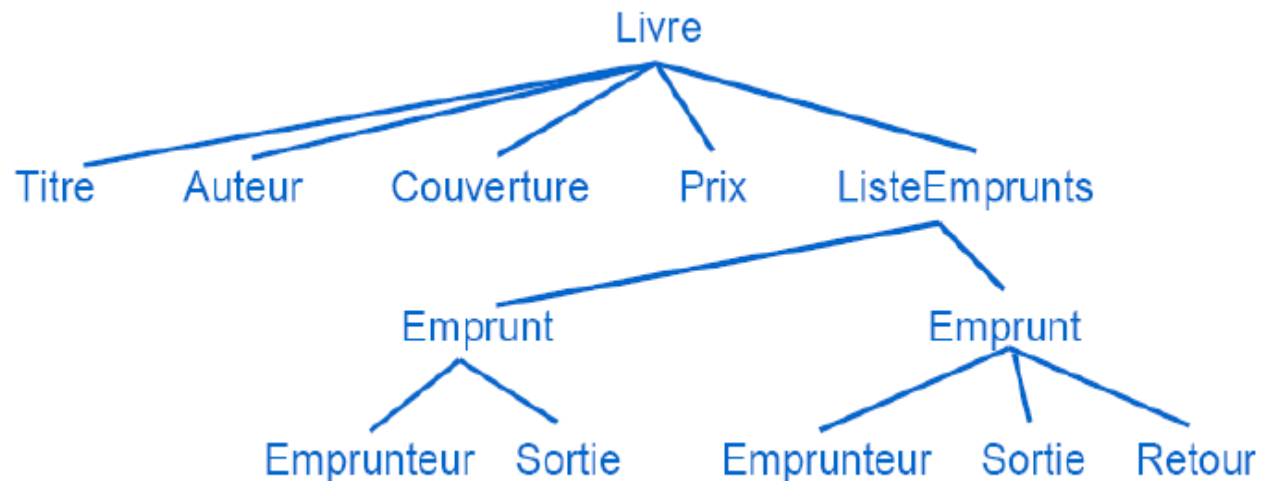 Livre
Titre Auteur Couverture Prix ListeEmprunts
Emprunt Emprunt
Emprunteur Sortie Emprunteur Sortie Retour